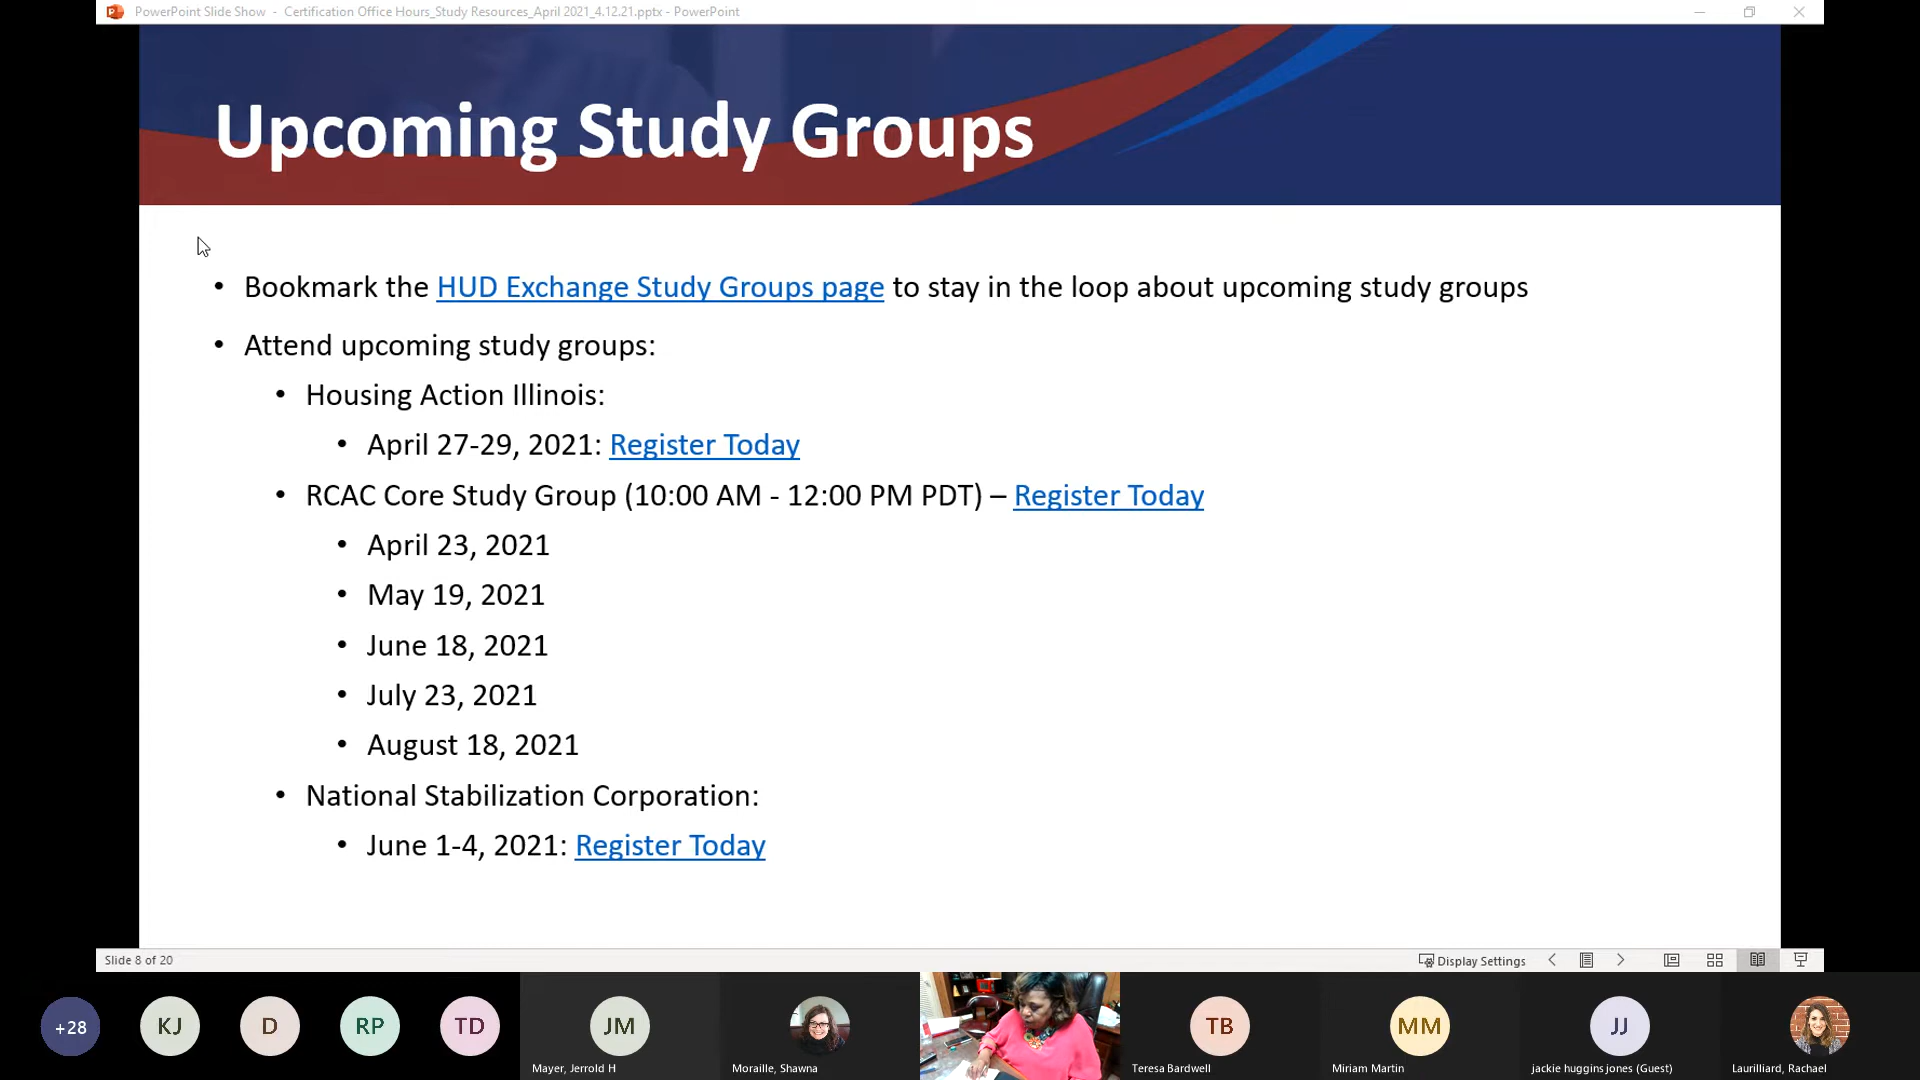 PowerPoint Slide Show - Certification Office Hours_Study Resources_April 2021_4.12.21.pptx - PowerPoint
Upcoming Study Groups
• Bookmark the HUD Exchange Study Groups page to stay in the loop about upcoming study groups
• Attend upcoming study groups:
• Housing Action Illinois:
• April 27-29, 2021: Register Today
• RCAC Core Study Group (10:00 AM - 12:00 PM PDT) – Register Today
• April 23, 2021
• May 19, 2021
• June 18, 2021
• July 23, 2021
• August 18, 2021
• National Stabilization Corporation:
• June 1-4, 2021: Register Today
Slide 8 of 20
Display Settings
+28
KJ
D
RP
TD
JM
TB
MM
JJ
Mayer, Jerrold H
Moraille, Shawna
Teresa Bardwell
Miriam Martin
jackie huggins jones (Guest)
Laurilliard, Rachael